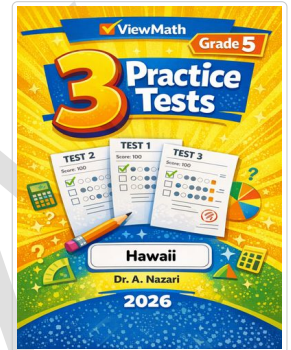 ViewMath
Grade 5
3 Practice
Tests
TEST 2
Score: 100
TEST 1
Score: 100
TEST 3
Score: 100
Hawaii
Dr. A. Nazari
2026